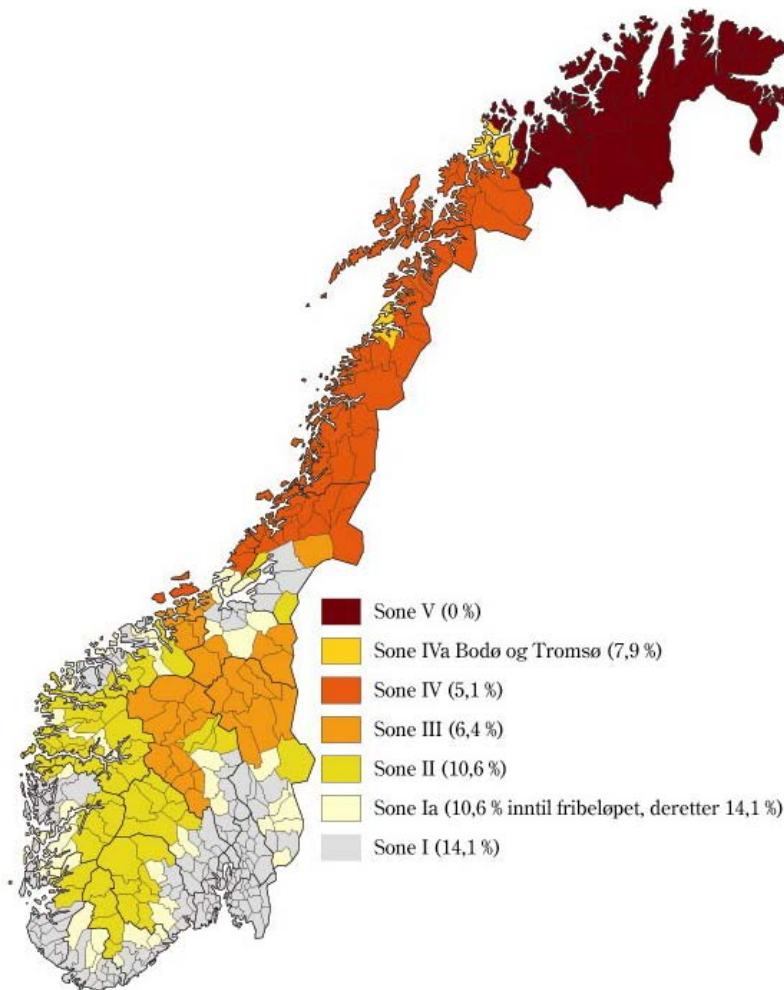 Sone V (0 %)
Sone IVa Bodø og Tromsø (7,9 %)
Sone IV (5,1 %)
Sone III (6,4 %)
Sone II (10,6 %)
Sone Ia (10,6 % inntil fribeløpet, deretter 14,1 %)
Sone I (14,1 %)